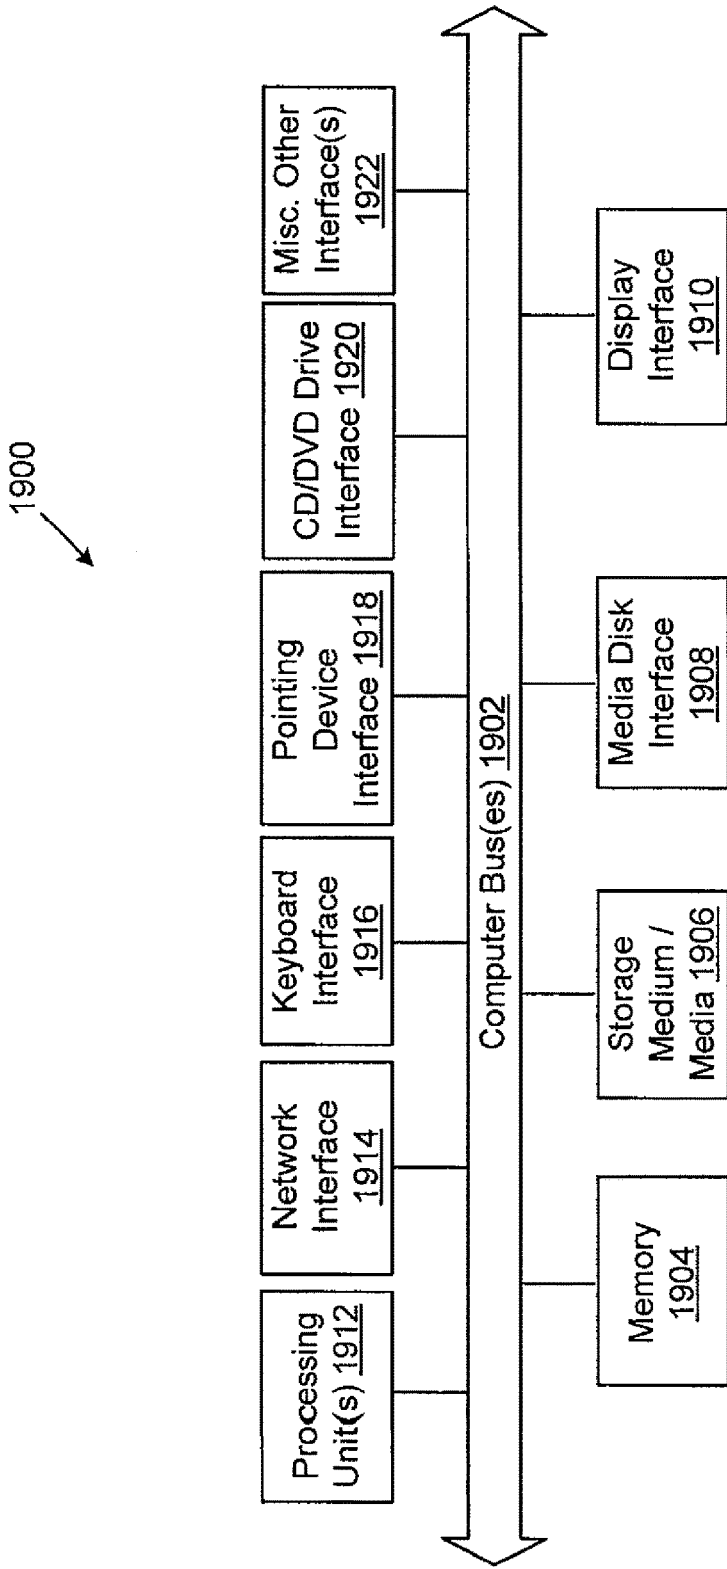 1900
Processing
Unit(s) 1912
Network
Interface
1914
Keyboard
Interface
1916
Pointing
Device
Interface 1918
CD/DVD Drive
Interface 1920
Misc. Other
Interface(s)
1922
Computer Bus(es) 1902
Memory
1904
Storage
Medium /
Media 1906
Media Disk
Interface
1908
Display
Interface
1910